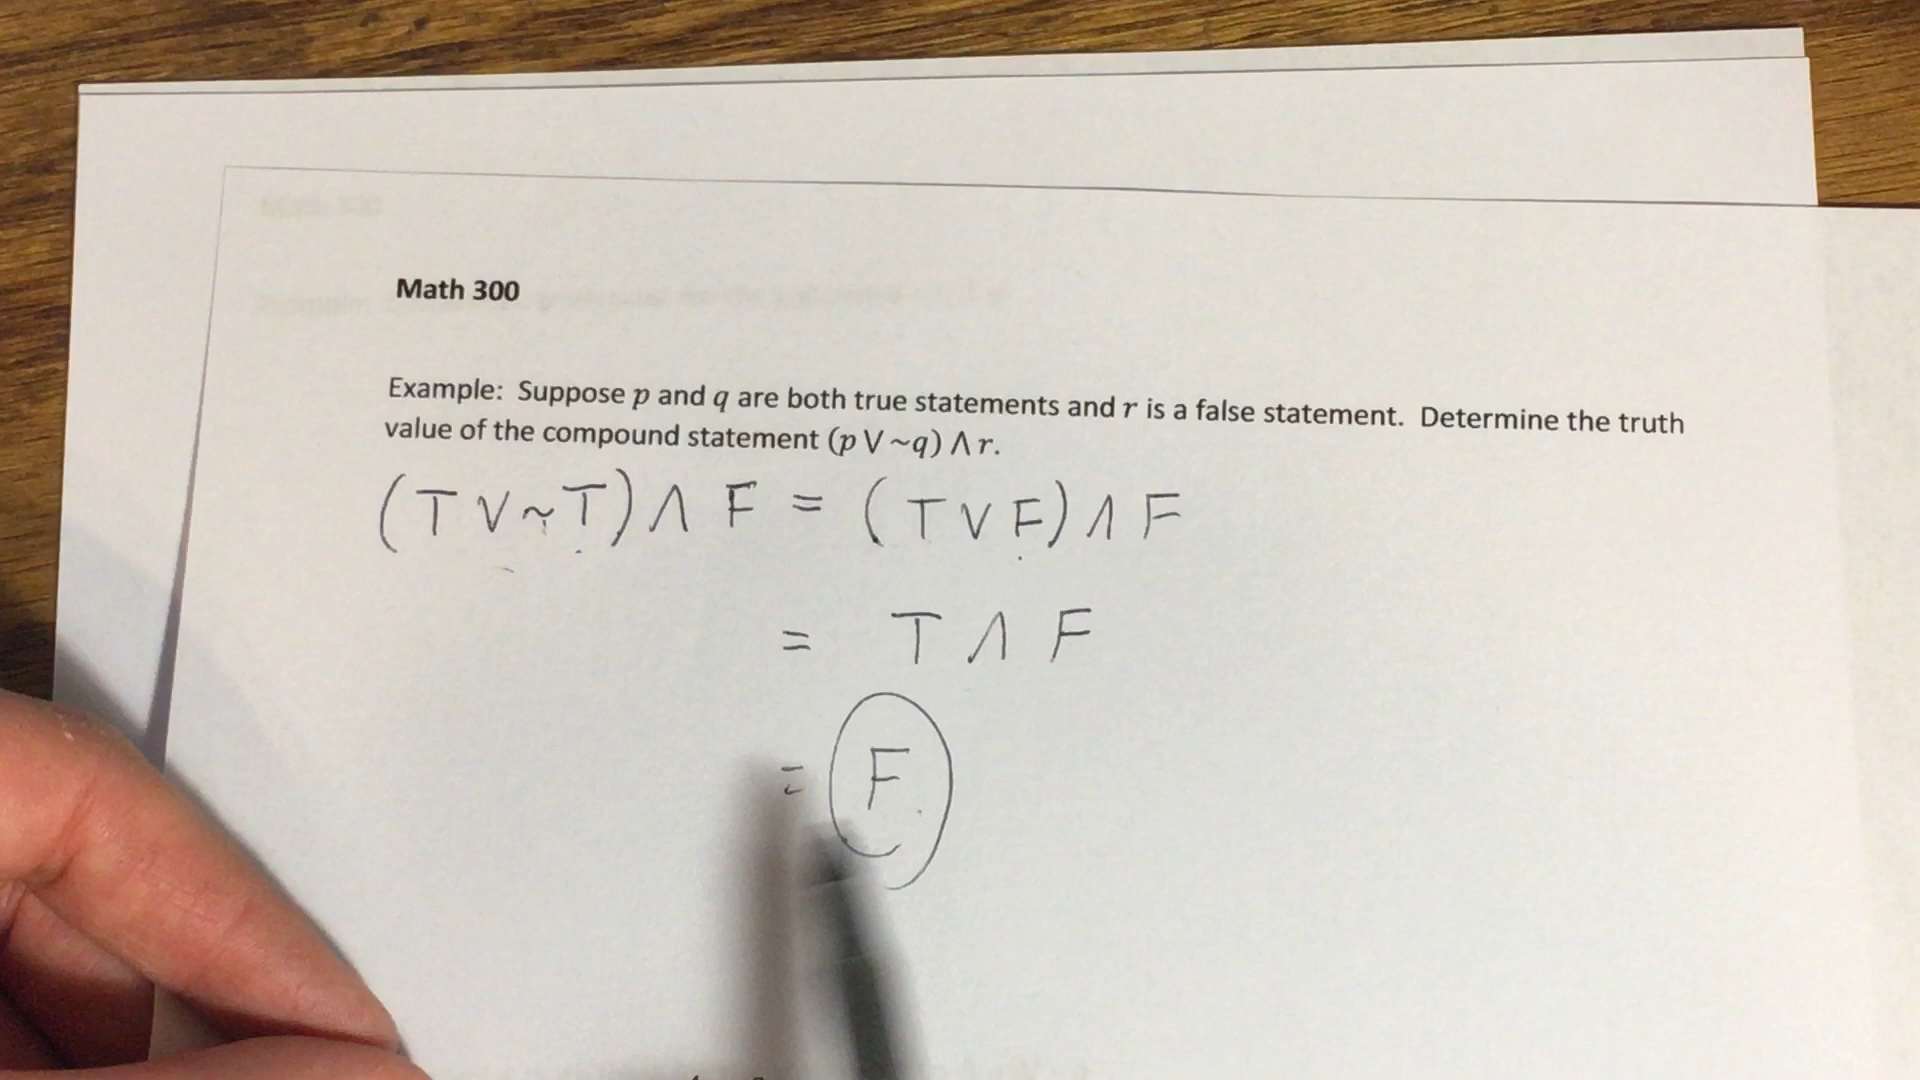 Math 300
Example: Suppose p and q are both true statements and r is a false statement. Determine the truth
value of the compound statement (p ∨ ~q) ∧ r.
(T ∨ ~T) ∧ F = (T ∨ F) ∧ F
= T ∧ F
= F